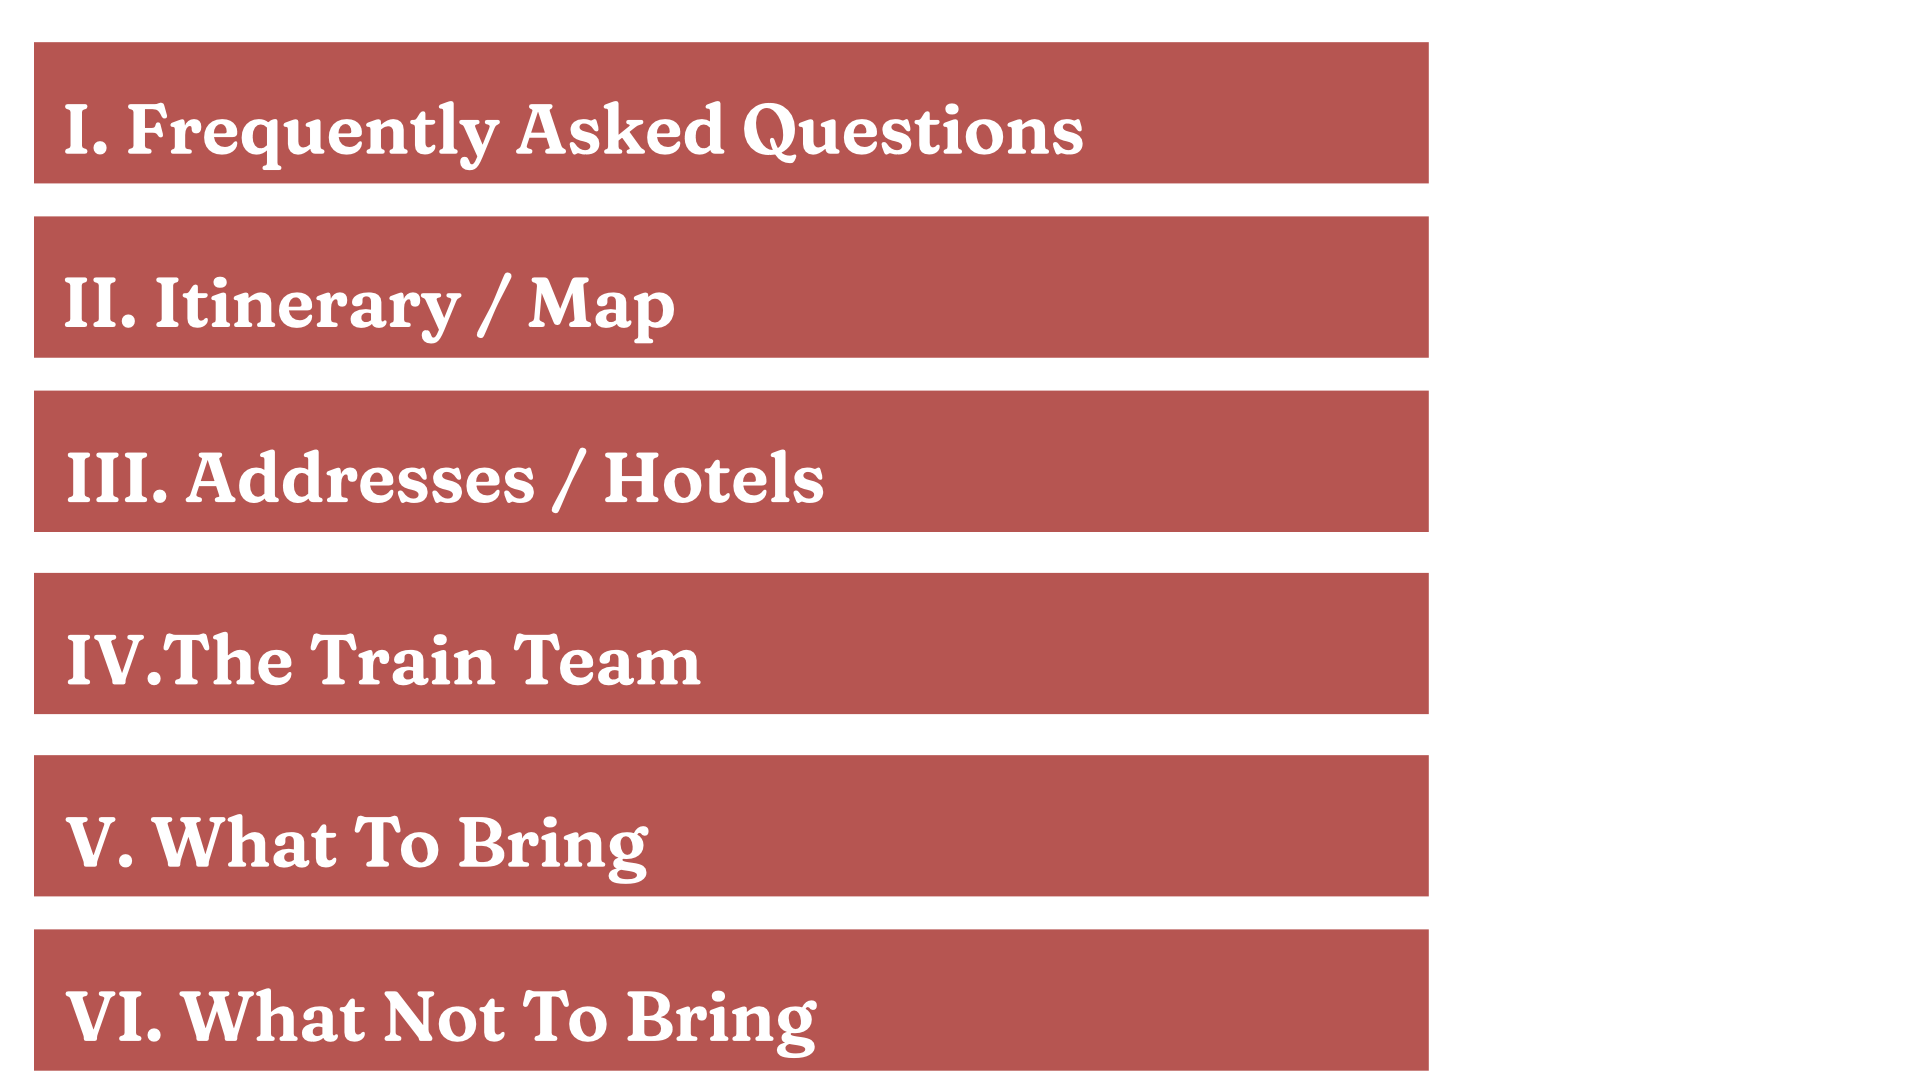 I. Frequently Asked Questions
II. Itinerary / Map
III. Addresses / Hotels
IV.The Train Team
V. What To Bring
VI. What Not To Bring